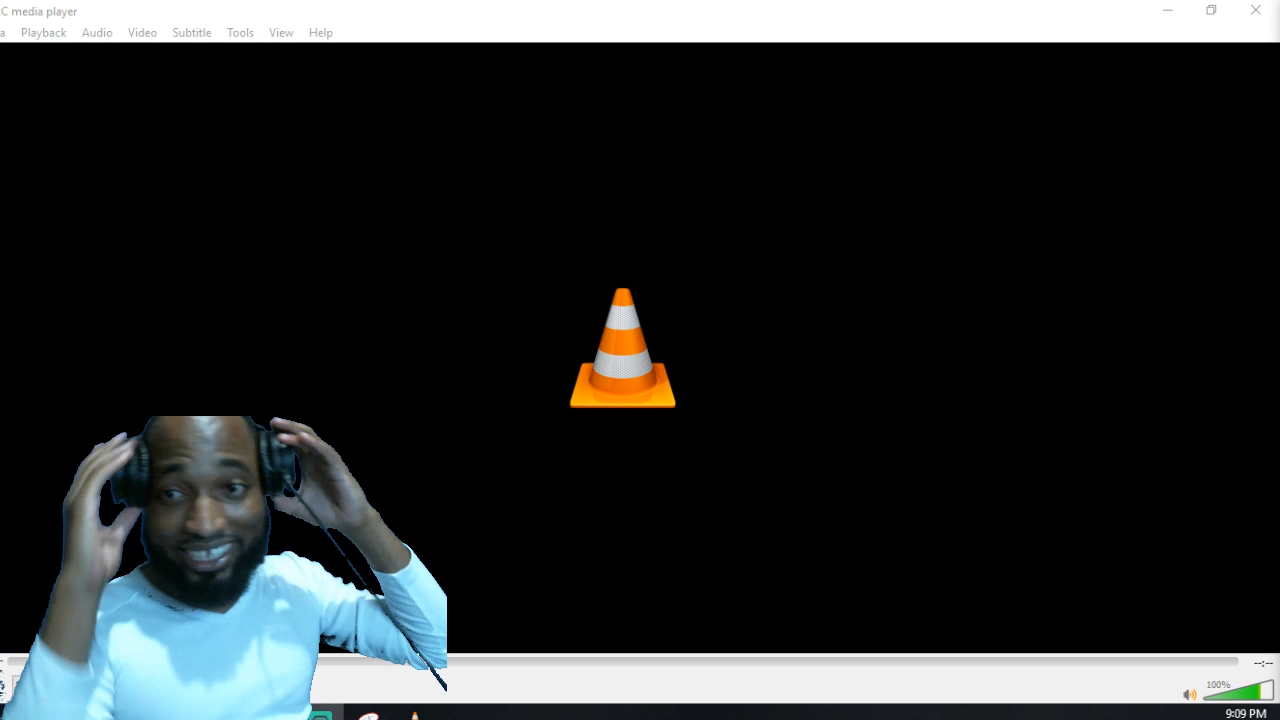 C media player
a Playback Audio Video Subtitle Tools View Help
--:--
100%
9:09 PM